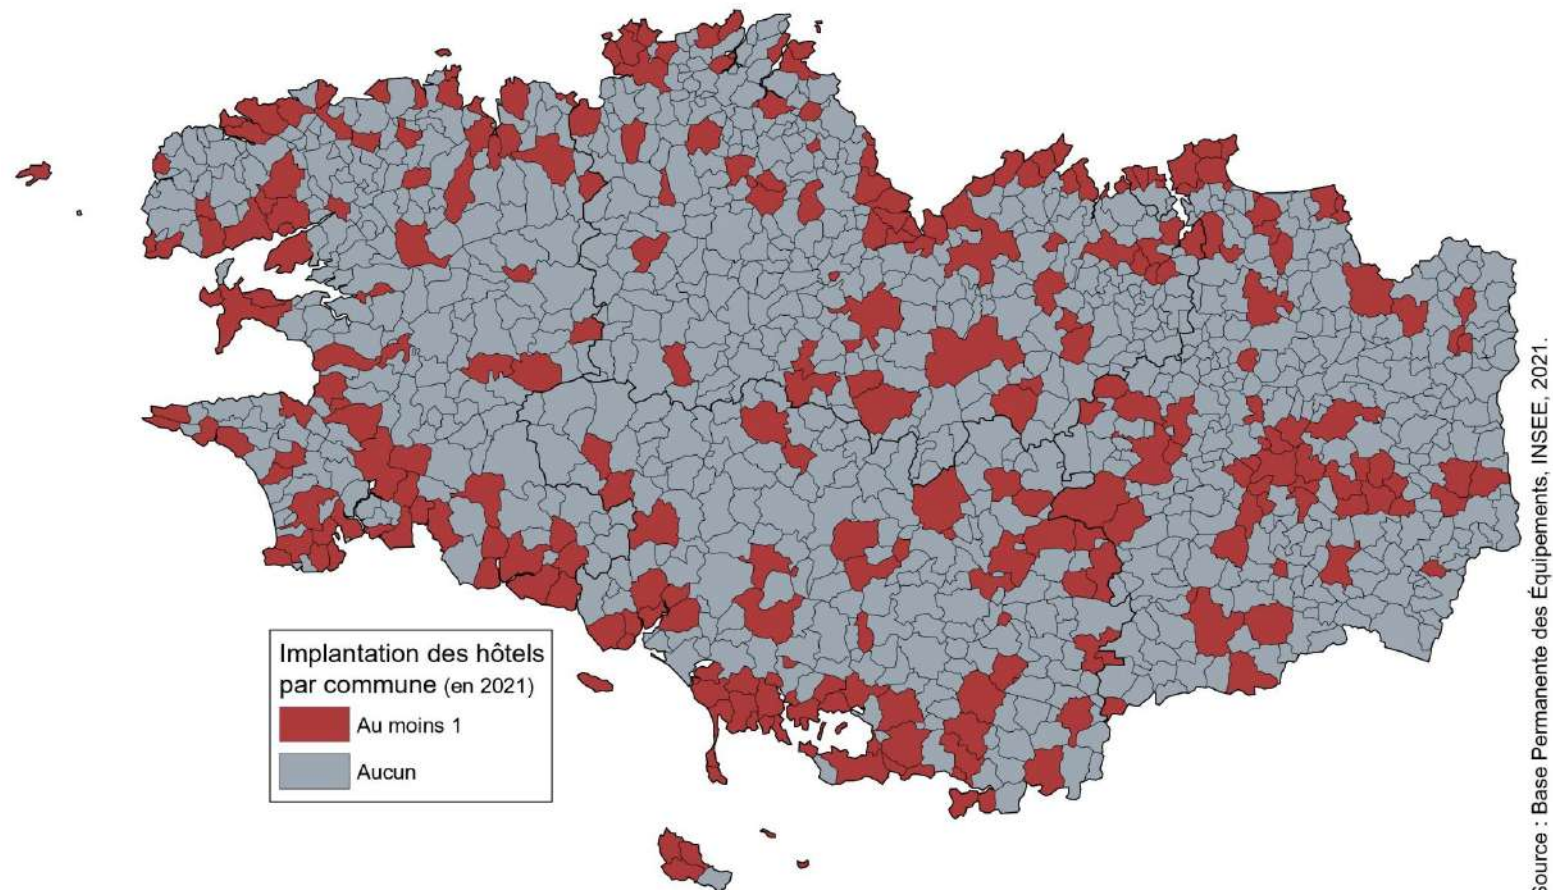 Implantation des hôtels
par commune (en 2021)
Au moins 1
Aucun
Source : Base Permanente des Équipements, INSEE, 2021.